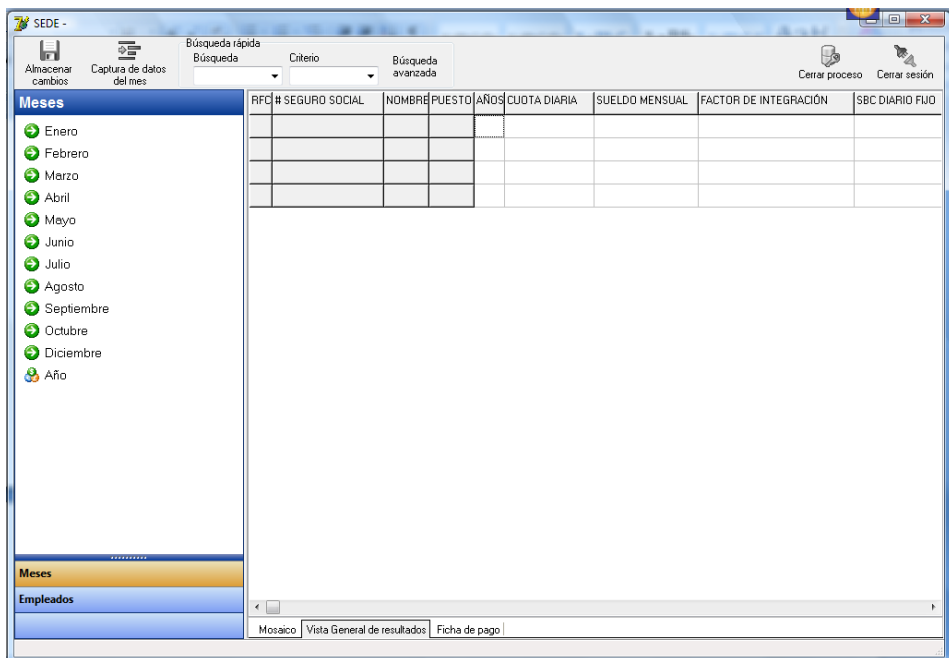 SEDE -
Almacenar cambios
Captura de datos del mes
Búsqueda rápida
Búsqueda
Criterio
Búsqueda avanzada
Cerrar proceso
Cerrar sesión
Meses
Enero
Febrero
Marzo
Abril
Mayo
Junio
Julio
Agosto
Septiembre
Octubre
Diciembre
Año
RFC # SEGURO SOCIAL NOMBRE PUESTO AÑOS CUOTA DIARIA SUELDO MENSUAL FACTOR DE INTEGRACIÓN SBC DIARIO FIJO
Meses
Empleados
Mosaico Vista General de resultados Ficha de pago